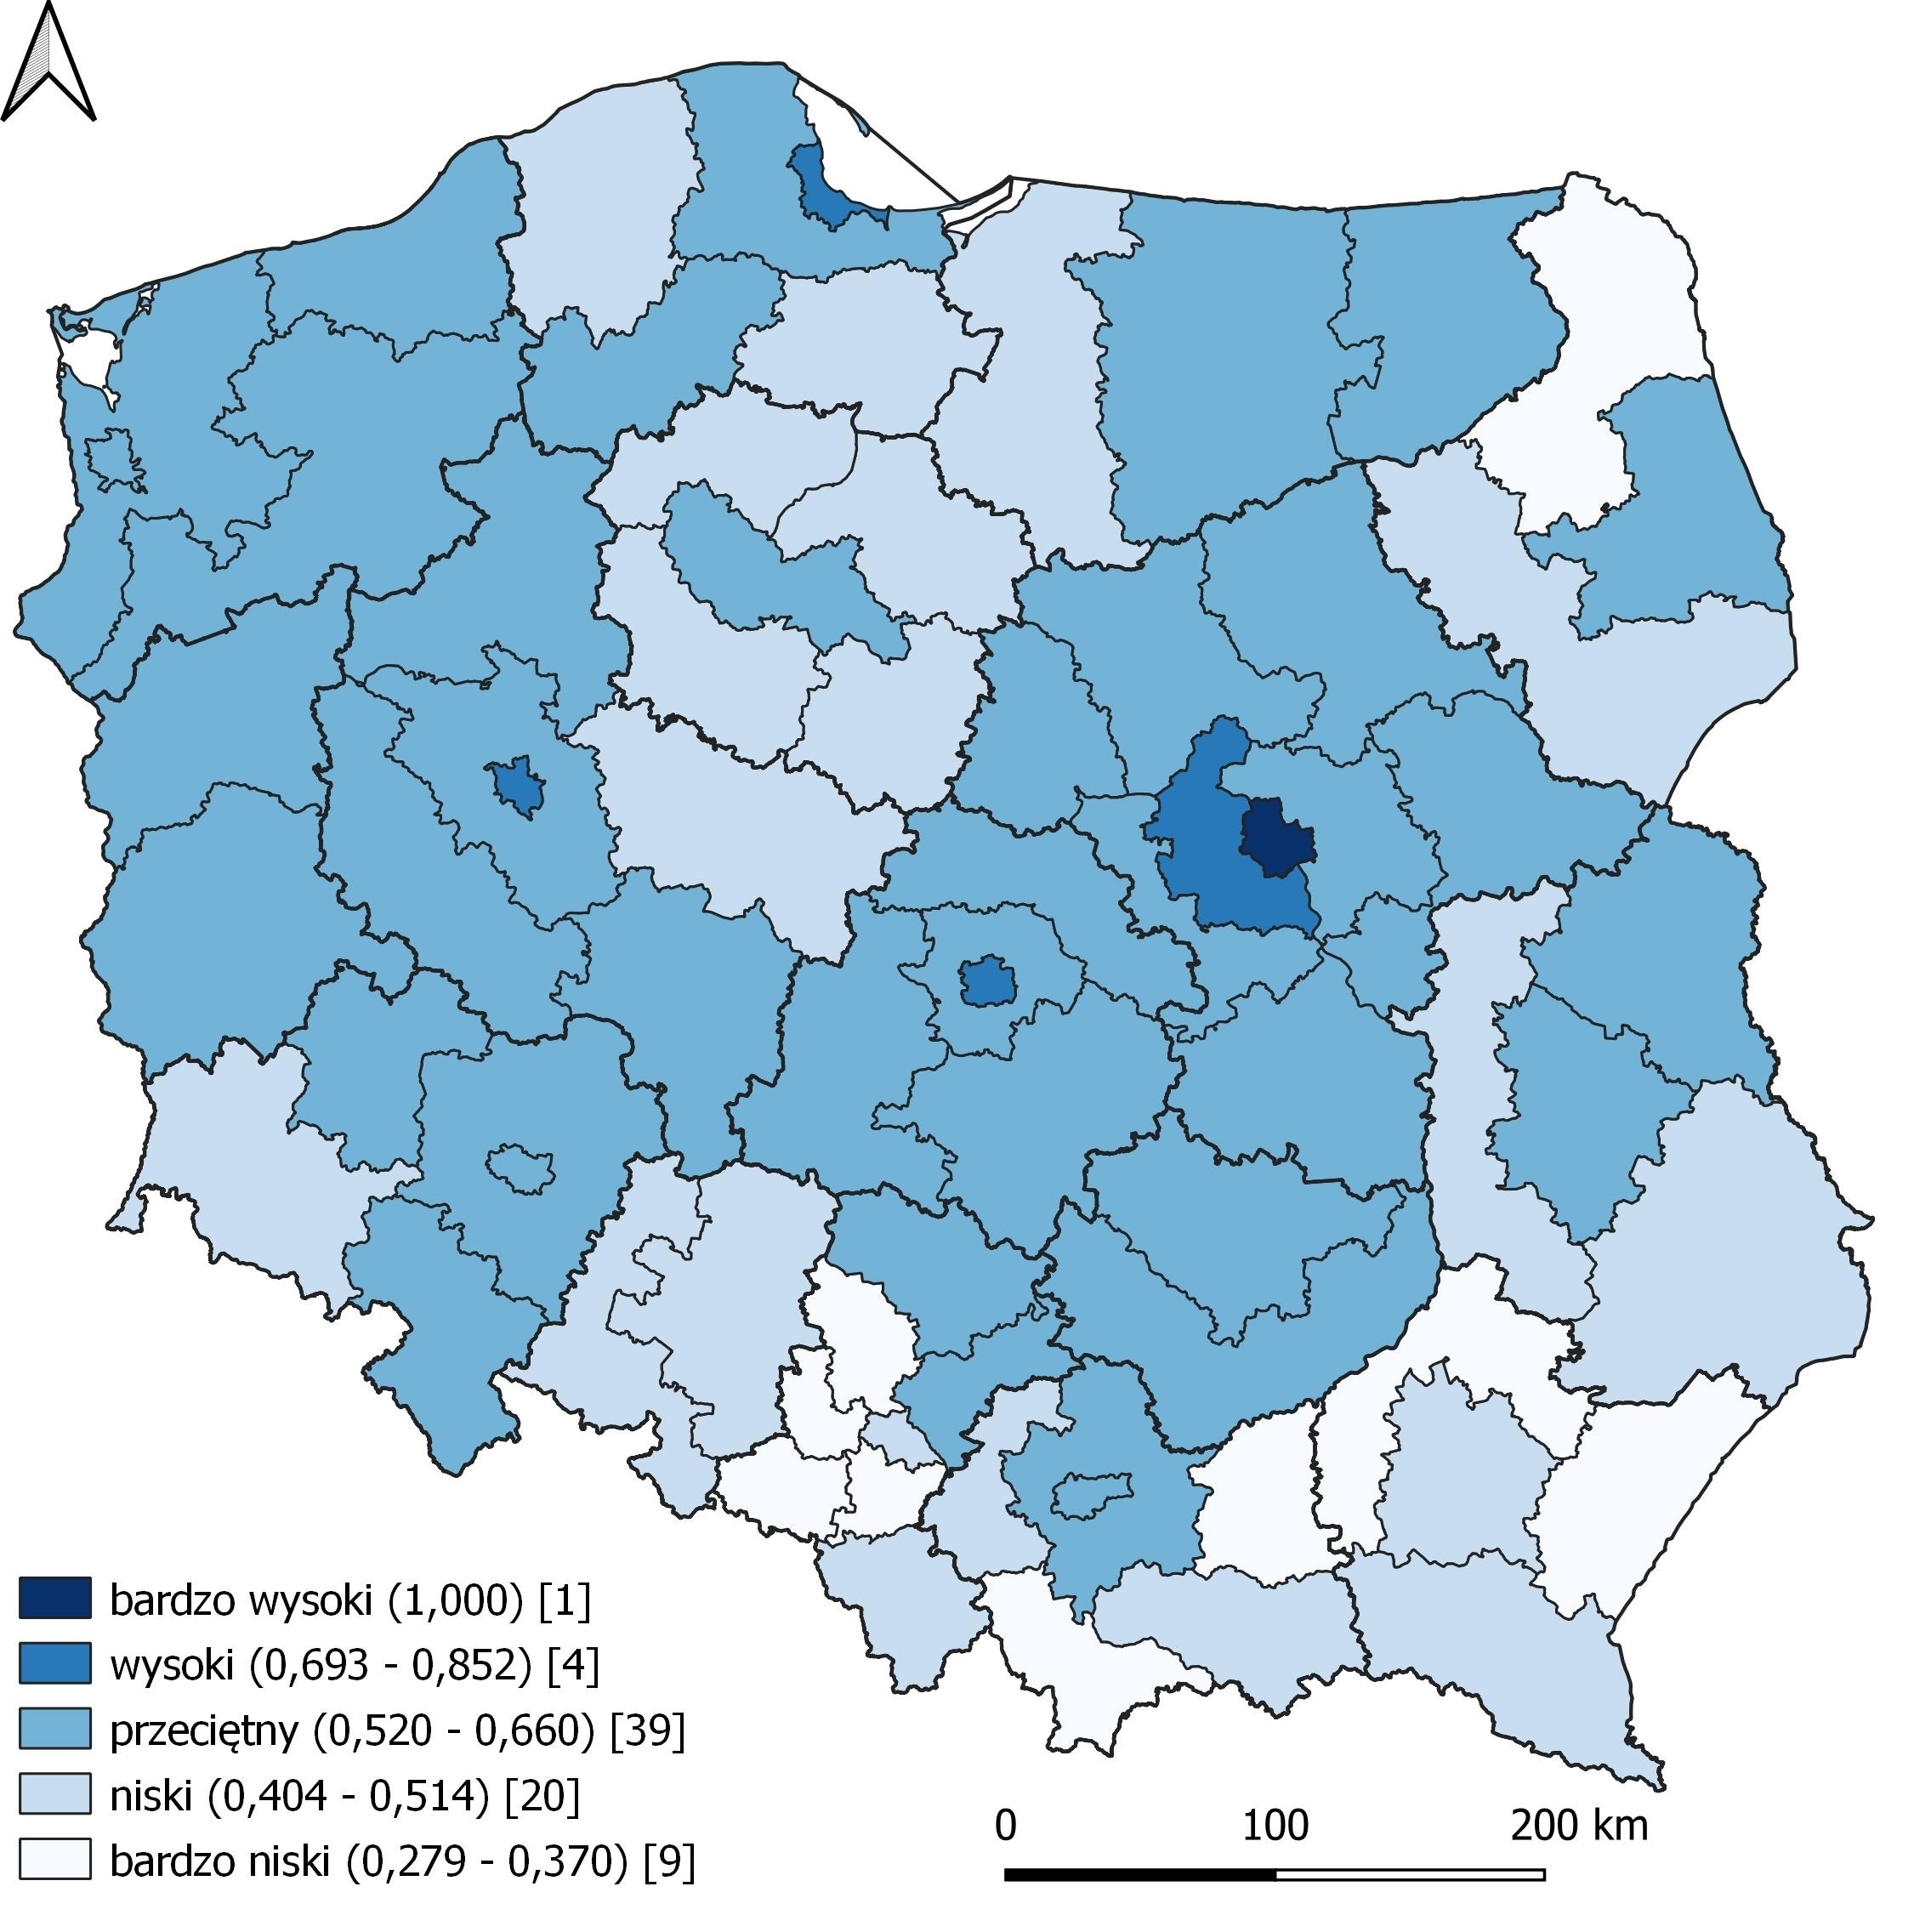 bardzo wysoki (1,000) [1]
wysoki (0,693 - 0,852) [4]
przeciętny (0,520 - 0,660) [39]
niski (0,404 - 0,514) [20]
bardzo niski (0,279 - 0,370) [9]
0 100 200 km